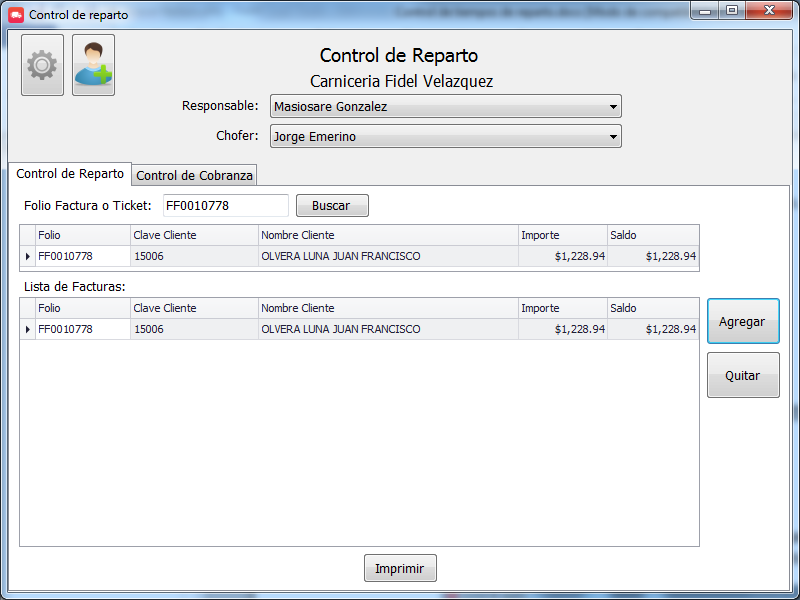 Control de reparto
Control de Reparto
Carniceria Fidel Velazquez
Responsable: Masiosare Gonzalez
Chofer: Jorge Emerino
Control de Reparto Control de Cobranza
Folio Factura o Ticket: FF0010778 Buscar
Folio Clave Cliente Nombre Cliente Importe Saldo
FF0010778 15006 OLVERA LUNA JUAN FRANCISCO $1,228.94 $1,228.94
Lista de Facturas:
Folio Clave Cliente Nombre Cliente Importe Saldo
FF0010778 15006 OLVERA LUNA JUAN FRANCISCO $1,228.94 $1,228.94
Agregar
Quitar
Imprimir